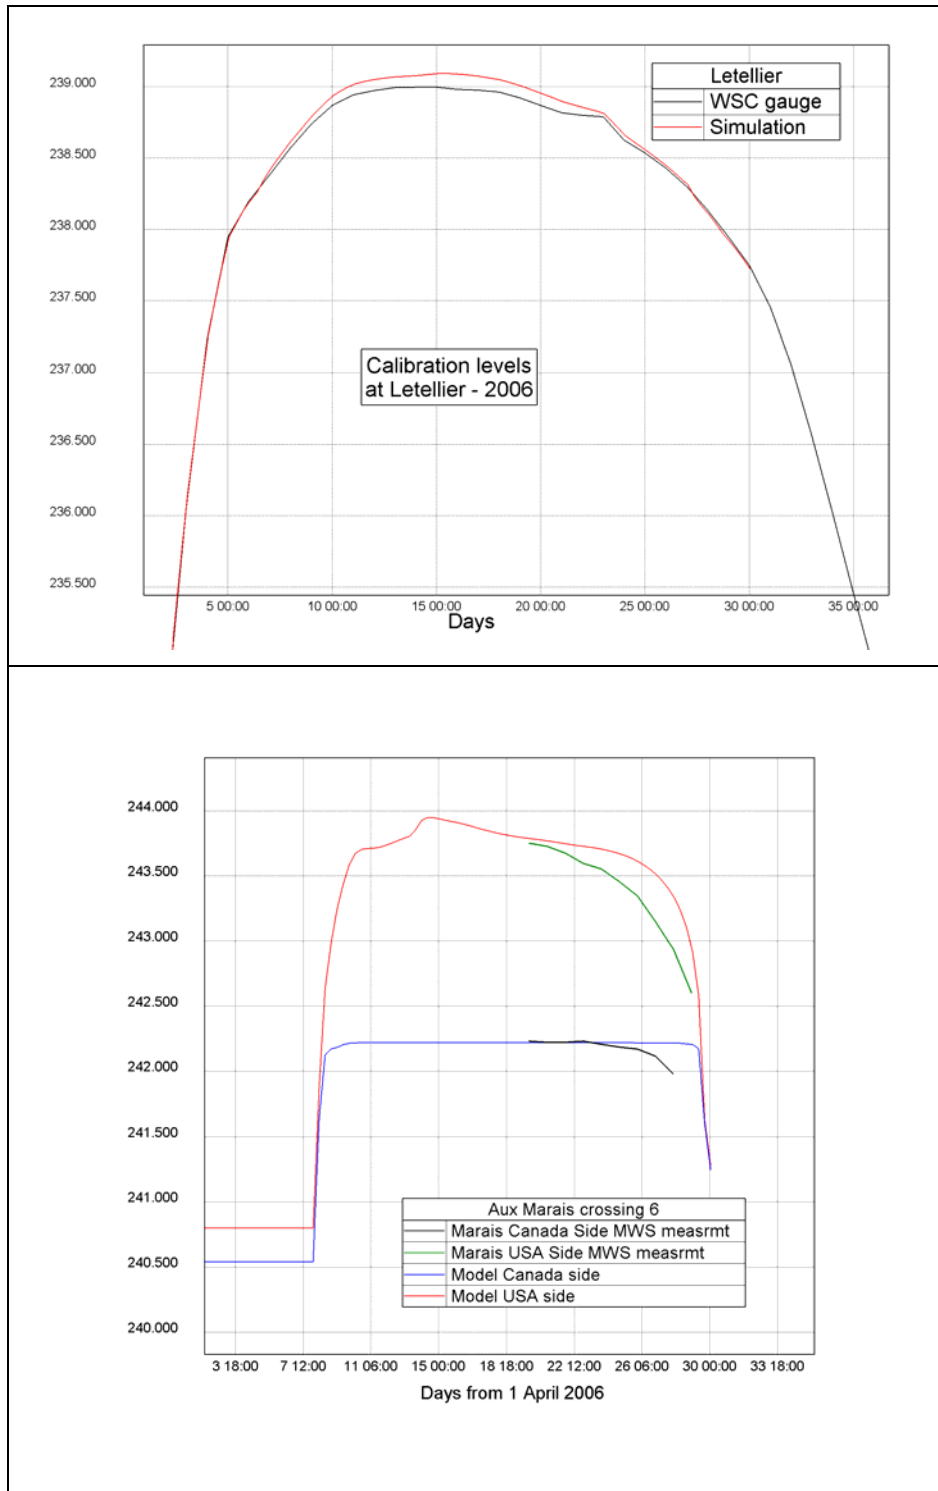 239.000
238.500
238.000
237.500
237.000
236.500
236.000
235.500
Letellier
WSC gauge
Simulation
Calibration levels
at Letellier - 2006
5 00:00 10 00:00 15 00:00 20 00:00 25 00:00 30 00:00 35 00:00
Days
244.000
243.500
243.000
242.500
242.000
241.500
241.000
240.500
240.000
Aux Marais crossing 6
Marais Canada Side MWS measrmt
Marais USA Side MWS measrmt
Model Canada side
Model USA side
3 18:00 7 12:00 11 06:00 15 00:00 18 18:00 22 12:00 26 06:00 30 00:00 33 18:00
Days from 1 April 2006